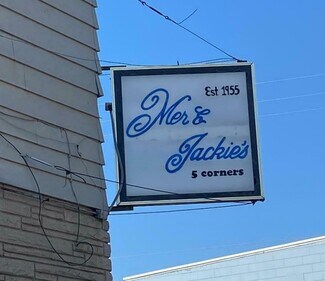 Est 1955
Mer &
Jackie's
5 corners